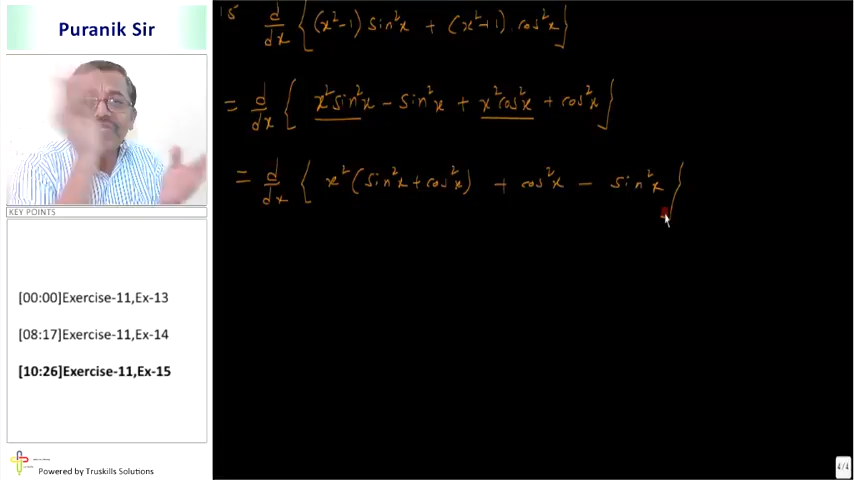 Puranik Sir
KEY POINTS
[00:00]Exercise-11,Ex-13
[08:17]Exercise-11,Ex-14
[10:26]Exercise-11,Ex-15
Powered by Truskills Solutions
15 d/dx {(x²-1) sin²x + (x²+1) cos²x}
= d/dx { x²sin²x - sin²x + x²cos²x + cos²x}
= d/dx { x²(sin²x + cos²x) + cos²x - sin²x}
4/4